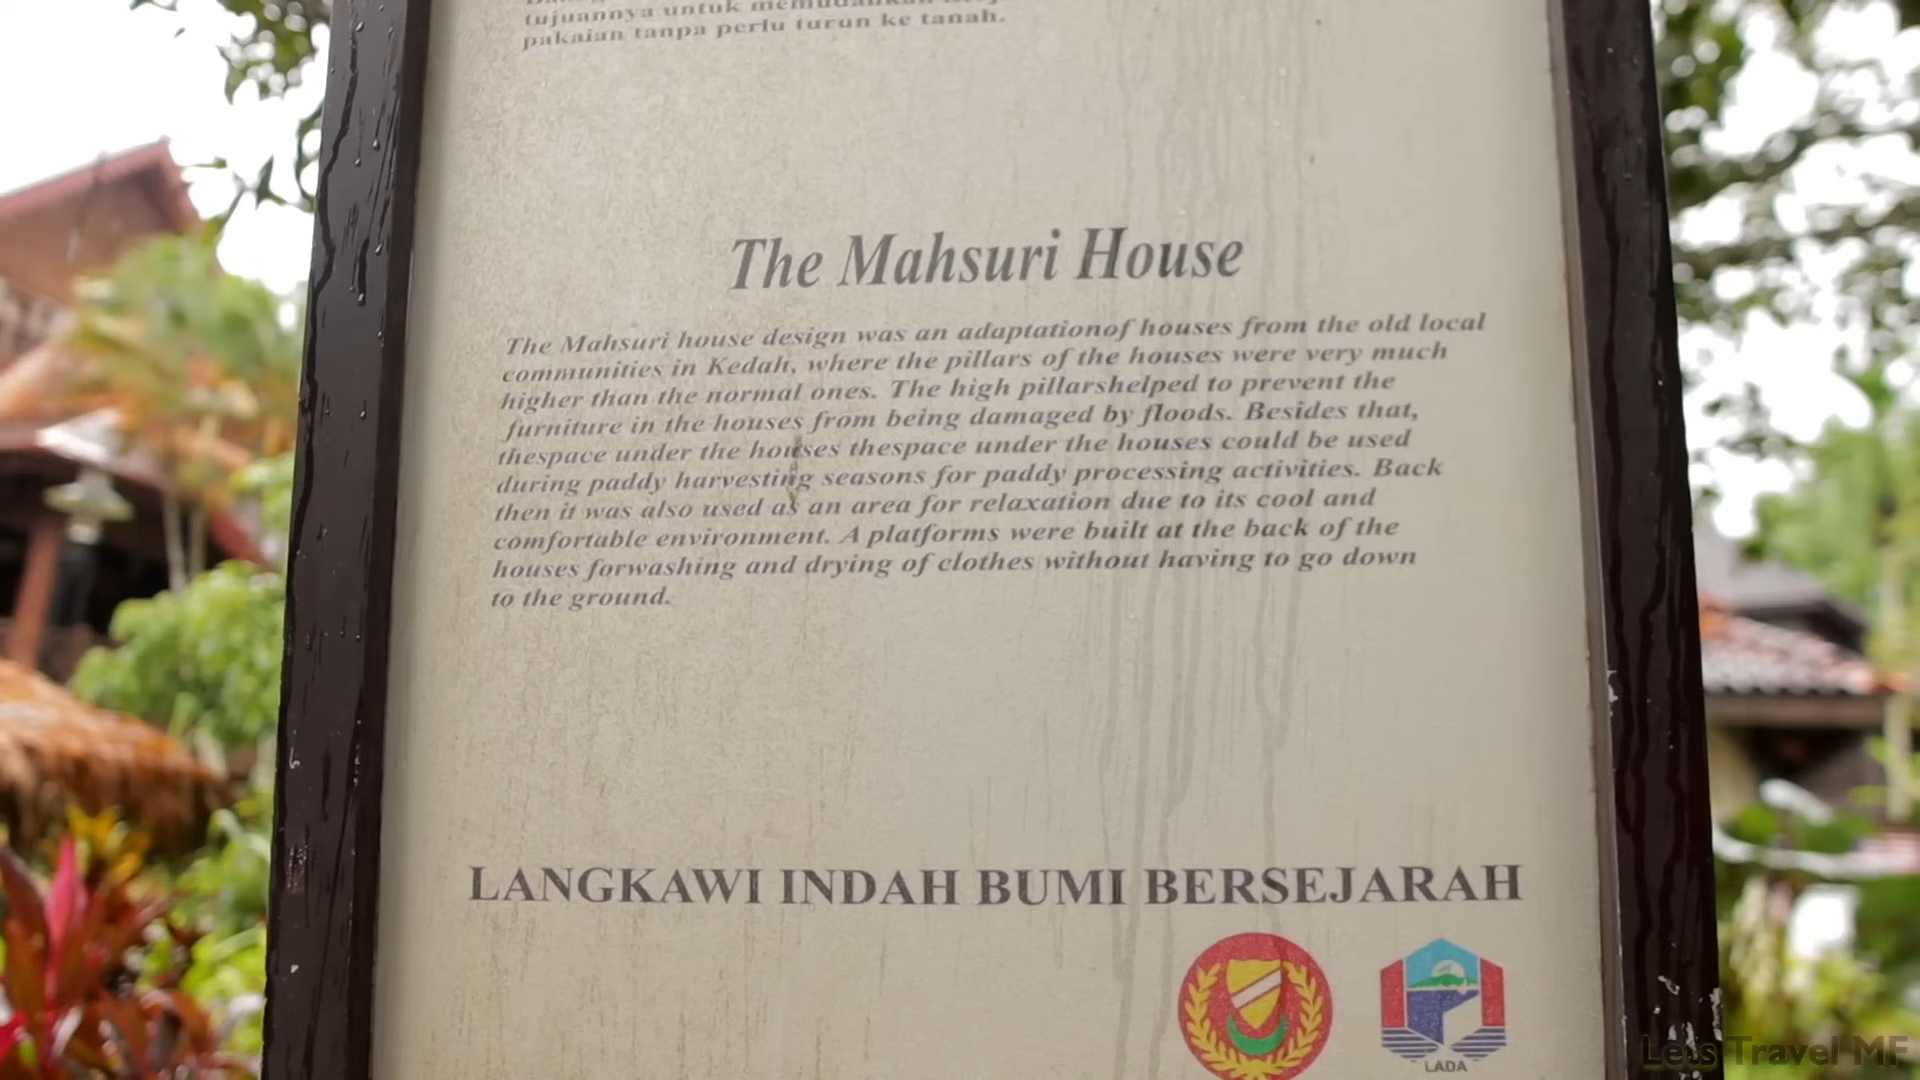 tujuannya untuk memudahkan
pakaian tanpa perlu turun ke tanah.
The Mahsuri House
The Mahsuri house design was an adaptationof houses from the old local
communities in Kedah, where the pillars of the houses were very much
higher than the normal ones. The high pillarshelped to prevent the
furniture in the houses from being damaged by floods. Besides that,
thespace under the houses thespace under the houses could be used
during paddy harvesting seasons for paddy processing activities. Back
then it was also used as an area for relaxation due to its cool and
comfortable environment. A platforms were built at the back of the
houses forwashing and drying of clothes without having to go down
to the ground.
LANGKAWI INDAH BUMI BERSEJARAH
LADA
Lets Travel MF